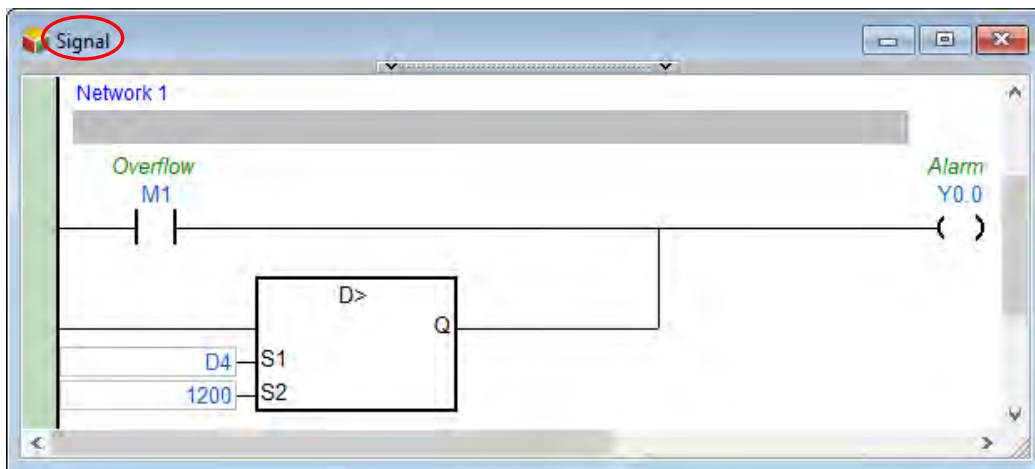 Signal
Network 1
Overflow
M1
Alarm
Y0.0
D>
Q
D4 S1
1200 S2